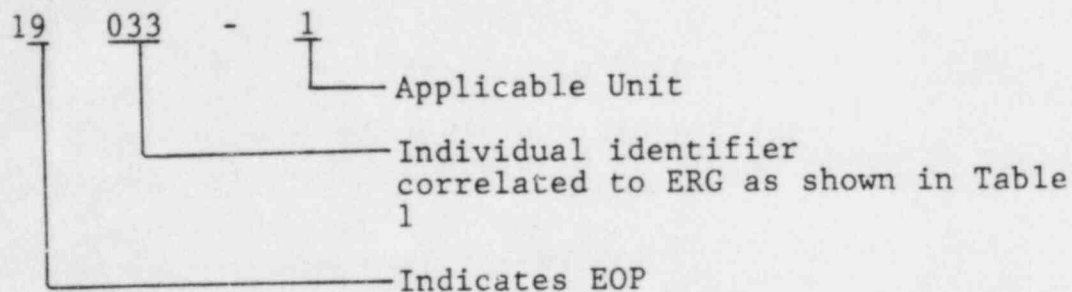 19 033 - 1
Applicable Unit
Individual identifier
correlated to ERG as shown in Table
1
Indicates EOP